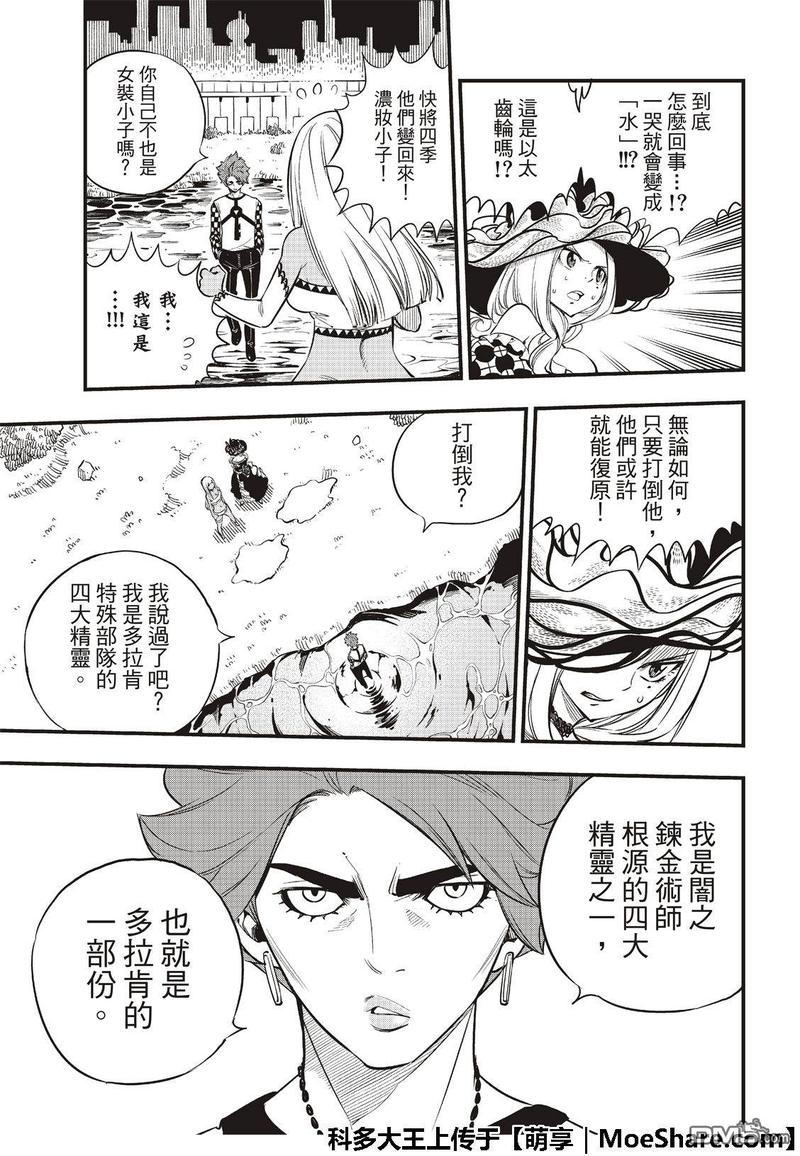 到底
怎麼回事…!?
一哭就會變成
「水」!!?
這是以太
齒輪嗎!?
快將四季
他們變回來！
濃妝小子！
你自己不也是
女裝小子嗎？
我…
我這是
…!!!
無論如何，
只要打倒他，
他們或許
就能復原！
打倒我？
我說過了吧？
我是多拉肯
特殊部隊的
四大精靈。
我是闇之
鍊金術師
根源的四大
精靈之一，
也就是
多拉肯的
一部份。
科多大王上传于【萌享｜MoeShare.com】